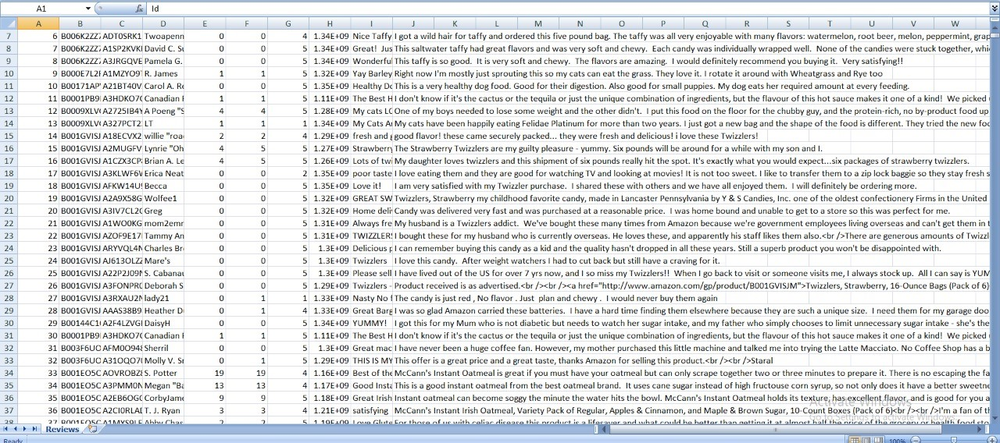 A1 fx Id
A B C D E F G H I J K L M N O P Q R S T U V W
7 6 B006K2ZZ7 ADT0SRK1 Twoapenn 0 0 4 1.34E+09 Nice Taffy I got a wild hair for taffy and ordered this five pound bag. The taffy was all very enjoyable with many flavors: watermelon, root beer, melon, peppermint, grap
8 7 B006K2ZZ7 A1SP2KVKI David C. Su 0 0 5 1.34E+09 Great! Jus This saltwater taffy had great flavors and was very soft and chewy. Each candy was individually wrapped well. None of the candies were stuck together, whi
9 8 B006K2ZZ7 A3JRGQVE Pamela G. 0 0 5 1.34E+09 Wonderful This taffy is so good. It is very soft and chewy. The flavors are amazing. I would definitely recommend you buying it. Very satisfying!!
10 9 B000E7L2F A1MZYO9 R. James 1 1 5 1.32E+09 Yay Barley Right now I'm mostly just sprouting this so my cats can eat the grass. They love it. I rotate it around with Wheatgrass and Rye too
11 10 B00171AP A21BT40V Carol A. Re 0 0 5 1.35E+09 Healthy Do This is a very healthy dog food. Good for their digestion. Also good for small puppies. My dog eats her required amount at every feeding.
12 11 B0001PB9 A3HDKO7 Canadian F 1 1 5 1.11E+09 The Best H I don't know if it's the cactus or the tequila or just the unique combination of ingredients, but the flavour of this hot sauce makes it one of a kind! We picked
13 12 B0009XLV A2725IB4Y A Poeng "S 4 4 5 1.28E+09 My cats LO One of my boys needed to lose some weight and the other didn't. I put this food on the floor for the chubby guy, and the protein-rich, no by-product food up
14 13 B0009XLV A327PCT2 LT 1 1 1 1.34E+09 My Cats A My cats have been happily eating Felidae Platinum for more than two years. I just got a new bag and the shape of the food is different. They tried the new foo
15 14 B001GVISJ A18ECVX2 willie "roa 2 2 4 1.29E+09 fresh and g good flavor! these came securely packed... they were fresh and delicious! i love these Twizzlers!
16 15 B001GVISJ A2MUGFV Lynrie "Oh 4 5 5 1.27E+09 Strawberry The Strawberry Twizzlers are my guilty pleasure - yummy. Six pounds will be around for a while with my son and I.
17 16 B001GVISJ A1CZX3CP Brian A. Le 4 5 5 1.26E+09 Lots of twi My daughter loves twizzlers and this shipment of six pounds really hit the spot. It's exactly what you would expect...six packages of strawberry twizzlers.
18 17 B001GVISJ A3KLWF6V Erica Neat 0 0 2 1.35E+09 poor taste I love eating them and they are good for watching TV and looking at movies! It is not too sweet. I like to transfer them to a zip lock baggie so they stay fresh s
19 18 B001GVISJ AFKW14U Becca 0 0 5 1.35E+09 Love it! I am very satisfied with my Twizzler purchase. I shared these with others and we have all enjoyed them. I will definitely be ordering more.
20 19 B001GVISJ A2A9X58G Wolfee1 0 0 5 1.32E+09 GREAT SW Twizzlers, Strawberry my childhood favorite candy, made in Lancaster Pennsylvania by Y & S Candies, Inc. one of the oldest confectionery Firms in the United
21 20 B001GVISJ A3IV7CL2C Greg 0 0 5 1.32E+09 Home deli Candy was delivered very fast and was purchased at a reasonable price. I was home bound and unable to get to a store so this was perfect for me.
22 21 B001GVISJ A1WO0KG mom2emr 0 0 5 1.31E+09 Always fre My husband is a Twizzlers addict. We've bought these many times from Amazon because we're government employees living overseas and can't get them in t
23 22 B001GVISJ AZOF9E17 Tammy An 0 0 5 1.31E+09 TWIZZLERS I bought these for my husband who is currently overseas. He loves these, and apparently his staff likes them also.<br />There are generous amounts of Twizzl
24 23 B001GVISJ ARYVQL4N Charles Br 0 0 5 1.3E+09 Delicious p I can remember buying this candy as a kid and the quality hasn't dropped in all these years. Still a superb product you won't be disappointed with.
25 24 B001GVISJ AJ613OLZ Mare's 0 0 5 1.3E+09 Twizzlers I love this candy. After weight watchers I had to cut back but still have a craving for it.
26 25 B001GVISJ A22P2J09N S. Cabanau 0 0 5 1.3E+09 Please sell I have lived out of the US for over 7 yrs now, and I so miss my Twizzlers!! When I go back to visit or someone visits me, I always stock up. All I can say is YUM
27 26 B001GVISJ A3FONPR Deborah S 0 0 5 1.29E+09 Twizzlers - Product received is as advertised.<br /><br /><a href="http://www.amazon.com/gp/product/B001GVISJM">Twizzlers, Strawberry, 16-Ounce Bags (Pack of 6)
28 27 B001GVISJ A3RXAU2N lady21 0 1 1 1.33E+09 Nasty No f The candy is just red , No flavor . Just plan and chewy . I would never buy them again
29 28 B001GVISJ AAAS38B9 Heather D 0 1 4 1.33E+09 Great Barg I was so glad Amazon carried these batteries. I have a hard time finding them elsewhere because they are such a unique size. I need them for my garage doo
30 29 B00144C1 A2F4LZVG DaisyH 0 0 5 1.34E+09 YUMMY! I got this for my Mum who is not diabetic but needs to watch her sugar intake, and my father who simply chooses to limit unnecessary sugar intake - she's the
31 30 B0001PB9 A3HDKO7 Canadian F 1 1 5 1.11E+09 The Best H I don't know if it's the cactus or the tequila or just the unique combination of ingredients, but the flavour of this hot sauce makes it one of a kind! We picked
32 31 B003F6UO AFM0O94 Sherril 0 0 5 1.3E+09 Great mac I have never been a huge coffee fan. However, my mother purchased this little machine and talked me into trying the Latte Macciato. No Coffee Shop has a b
33 32 B003F6UO A31OQO7 Molly V. Sr 0 1 5 1.29E+09 THIS IS MY This offer is a great price and a great taste, thanks Amazon for selling this product.<br /><br />Staral
34 33 B001EO5C AOVROBZ S. Potter 19 19 4 1.16E+09 Best of the McCann's Instant Oatmeal is great if you must have your oatmeal but can only scrape together two or three minutes to prepare it. There is no escaping the fa
35 34 B001EO5C A3PMM0N Megan "Ba 13 13 4 1.17E+09 Good Insta This is a good instant oatmeal from the best oatmeal brand. It uses cane sugar instead of high fructouse corn syrup, so not only does it have a better sweetne
36 35 B001EO5C A2EB6OG CorbyJame 9 9 5 1.18E+09 Great Irish Instant oatmeal can become soggy the minute the water hits the bowl. McCann's Instant Oatmeal holds its texture, has excellent flavor, and is good for you a
37 36 B001EO5C A2CI0RLA T. J. Ryan 3 4 4 1.21E+09 satisfying McCann's Instant Irish Oatmeal, Variety Pack of Regular, Apples & Cinnamon, and Maple & Brown Sugar, 10-Count Boxes (Pack of 6)<br /><br />I'm a fan of th
38 37 B001EO5C A1MYS9LF Abby Chas 2 2 5 1.19E+09 Love Glute For those of us with celiac disease this product is a lifesaver and what could be better than getting it at almost half the price of the grocery or health food sto
Activate Windows
Go to Settings to activate Windows.
Reviews
Ready 100%